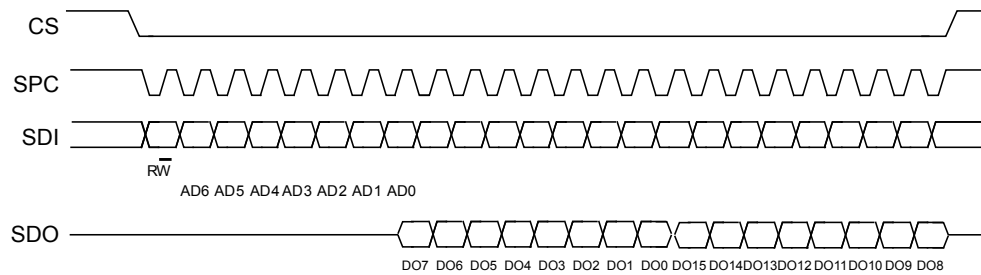 CS
SPC
SDI
RW
AD6 AD5 AD4 AD3 AD2 AD1 AD0
SDO
DO7 DO6 DO5 DO4 DO3 DO2 DO1 DO0 DO15 DO14 DO13 DO12 DO11 DO10 DO9 DO8